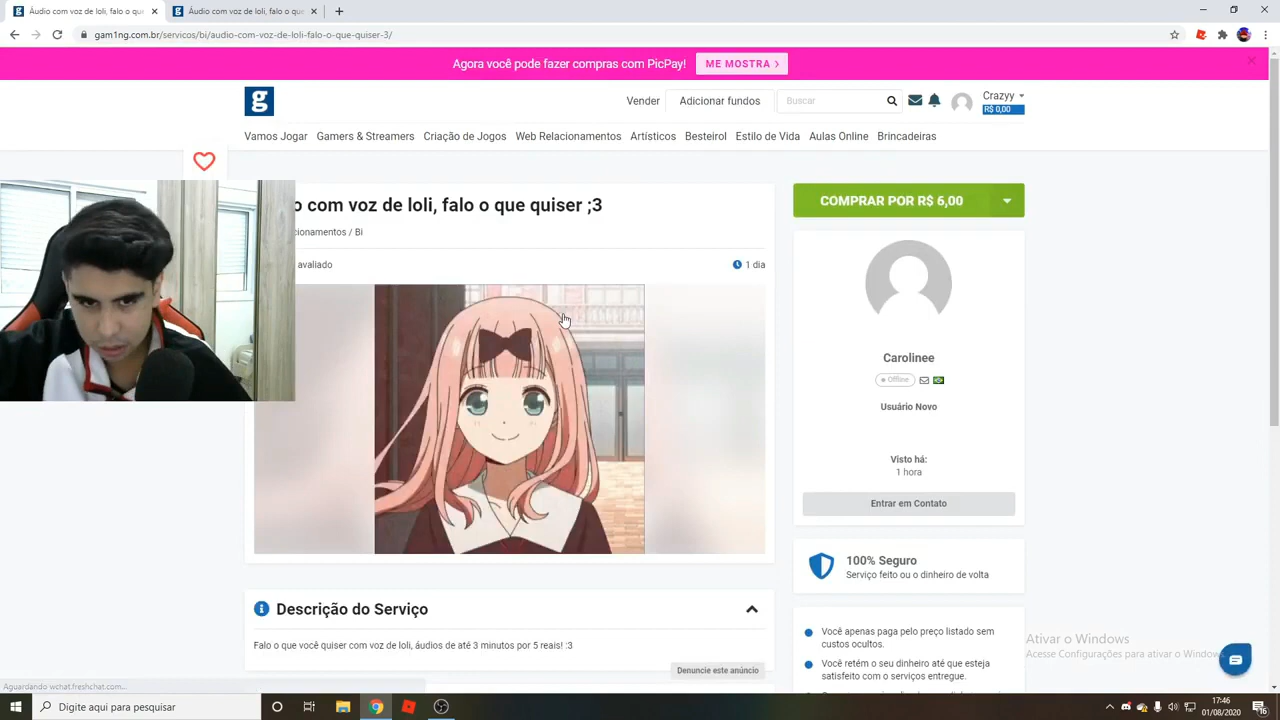 Áudio com voz de loli, falo o que
Áudio com voz de loli, falo o que
gam1ng.com.br/servicos/bi/audio-com-voz-de-loli-falo-o-que-quiser-3/
Agora você pode fazer compras com PicPay!
ME MOSTRA >
g
Vender
Adicionar fundos
Buscar
Crazyy
R$ 0,00
Vamos Jogar
Gamers & Streamers
Criação de Jogos
Web Relacionamentos
Artísticos
Besteirol
Estilo de Vida
Aulas Online
Brincadeiras
com voz de loli, falo o que quiser ;3
/ Bi
avaliado
1 dia
COMPRAR POR R$ 6,00
Carolinee
Offline
Usuário Novo
Visto há:
1 hora
Entrar em Contato
100% Seguro
Serviço feito ou o dinheiro de volta
Descrição do Serviço
Falo o que você quiser com voz de loli, áudios de até 3 minutos por 5 reais! :3
Denuncie este anúncio
Você apenas paga pelo preço listado sem
custos ocultos.
Você retém o seu dinheiro até que esteja
satisfeito com o serviços entregue.
Ativar o Windows
Acesse Configurações para ativar o Windows
Aguardando wchat.freshchat.com...
Digite aqui para pesquisar
17:46
01/08/2020
16